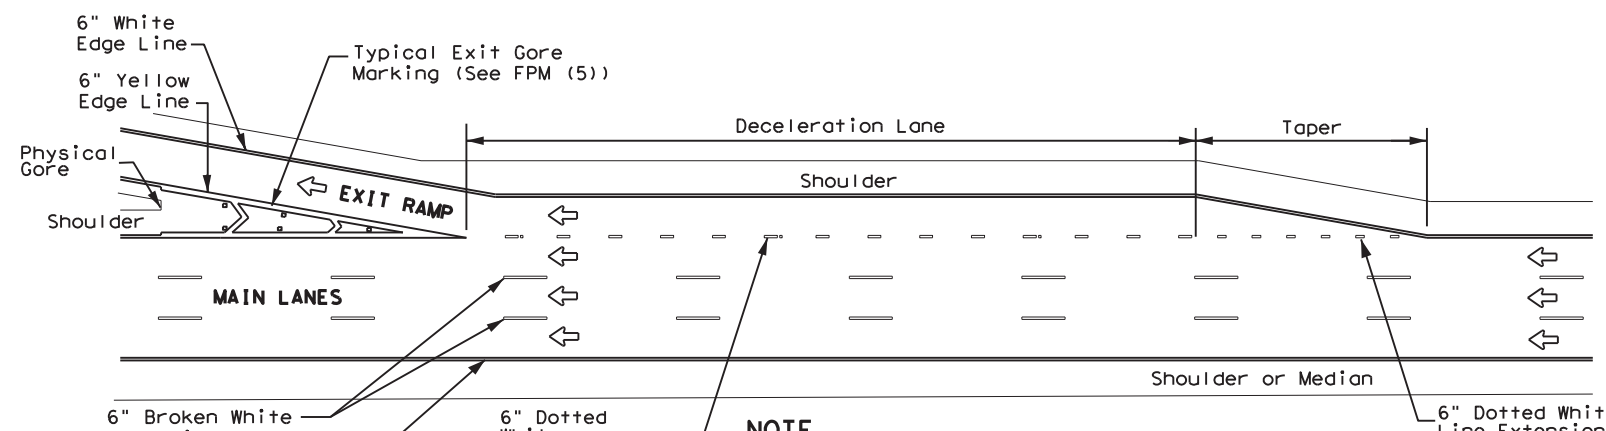 6" White
Edge Line
Typical Exit Gore
Marking (See FPM (5))
6" Yellow
Edge Line
Deceleration Lane
Taper
Physical
Gore
Shoulder
EXIT RAMP
Shoulder
MAIN LANES
Shoulder or Median
6" Broken White
6" Dotted
NOTE
6" Dotted Whit
Line Extension